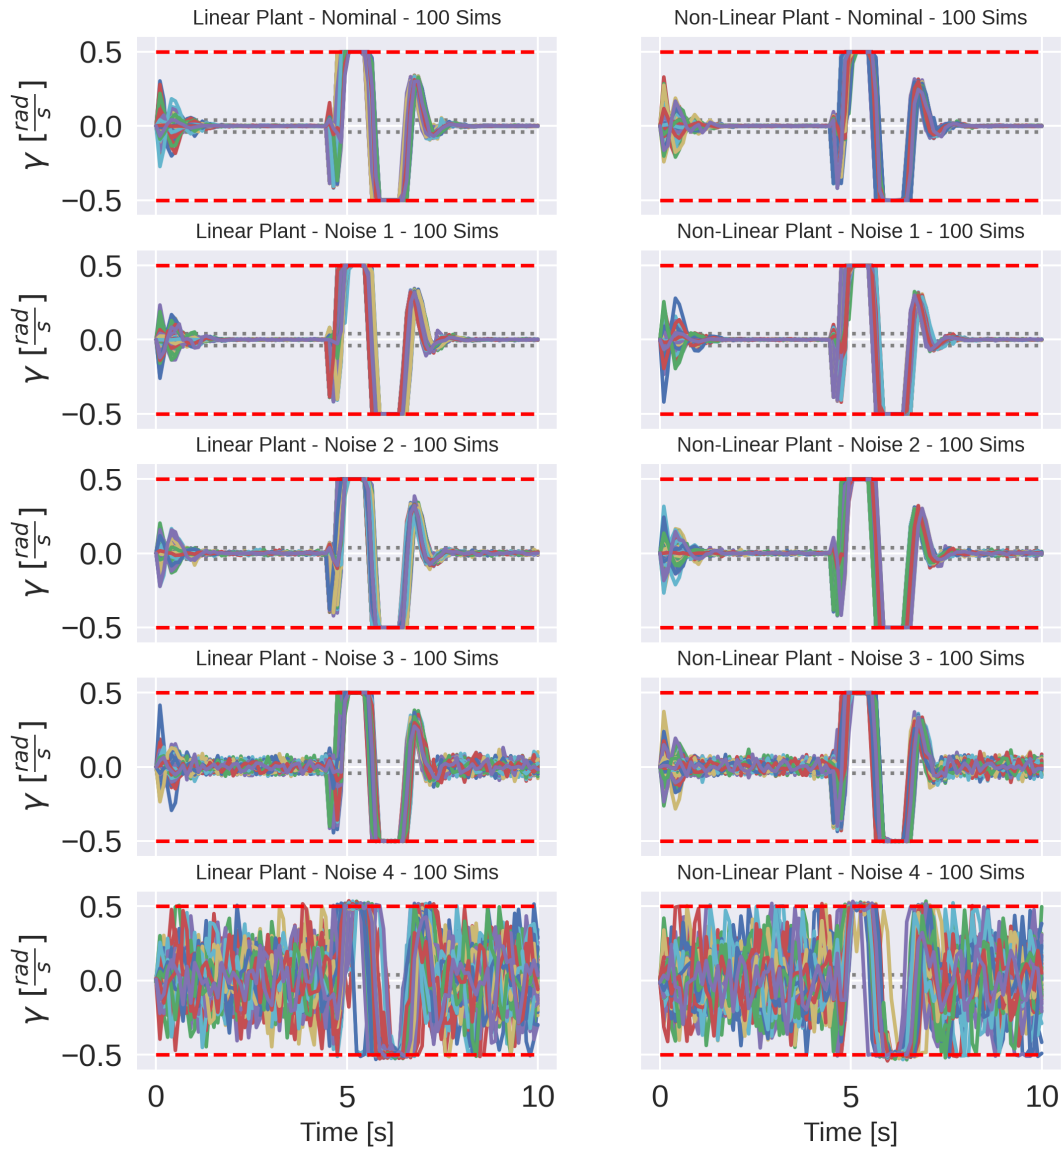 Linear Plant - Nominal - 100 Sims
Non-Linear Plant - Nominal - 100 Sims
0.5
0.0
−0.5
γ [rad/s]
Linear Plant - Noise 1 - 100 Sims
Non-Linear Plant - Noise 1 - 100 Sims
0.5
0.0
−0.5
γ [rad/s]
Linear Plant - Noise 2 - 100 Sims
Non-Linear Plant - Noise 2 - 100 Sims
0.5
0.0
−0.5
γ [rad/s]
Linear Plant - Noise 3 - 100 Sims
Non-Linear Plant - Noise 3 - 100 Sims
0.5
0.0
−0.5
γ [rad/s]
Linear Plant - Noise 4 - 100 Sims
Non-Linear Plant - Noise 4 - 100 Sims
0.5
0.0
−0.5
γ [rad/s]
0 5 10
0 5 10
Time [s]
Time [s]